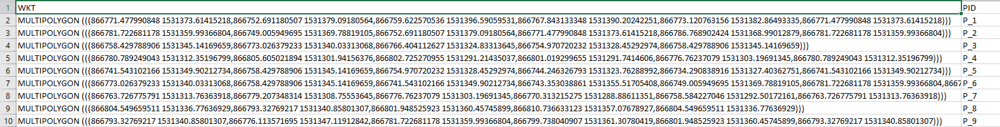 1 WKT PID
2 MULTIPOLYGON (((866771.477990848 1531373.61415218,866752.691180507 1531379.09180564,866759.622570536 1531396.59059531,866767.843133348 1531390.20242251,866773.120763156 1531382.86493335,866771.477990848 1531373.61415218))) P_1
3 MULTIPOLYGON (((866781.722681178 1531359.99366804,866749.005949695 1531369.78819105,866752.691180507 1531379.09180564,866771.477990848 1531373.61415218,866786.768902424 1531368.99012879,866781.722681178 1531359.99366804))) P_2
4 MULTIPOLYGON (((866758.429788906 1531345.14169659,866773.026379233 1531340.03313068,866766.404112627 1531324.83313645,866754.970720232 1531328.45292974,866758.429788906 1531345.14169659))) P_3
5 MULTIPOLYGON (((866780.789249043 1531312.35196799,866805.605021894 1531301.94156376,866802.725270955 1531291.21435037,866801.019299655 1531291.7414606,866776.76237079 1531303.19691345,866780.789249043 1531312.35196799))) P_4
6 MULTIPOLYGON (((866741.543102166 1531349.90212734,866758.429788906 1531345.14169659,866754.970720232 1531328.45292974,866744.246326793 1531323.76288992,866734.290838916 1531327.40362751,866741.543102166 1531349.90212734))) P_5
7 MULTIPOLYGON (((866773.026379233 1531340.03313068,866758.429788906 1531345.14169659,866741.543102166 1531349.90212734,866743.353038861 1531355.51705408,866749.005949695 1531369.78819105,866781.722681178 1531359.99366804,8667 P_6
8 MULTIPOLYGON (((866763.726775791 1531313.76363918,866779.207348314 1531308.75553645,866776.76237079 1531303.19691345,866770.313215275 1531288.88611351,866758.584227046 1531292.50172161,866763.726775791 1531313.76363918))) P_7
9 MULTIPOLYGON (((866804.549659511 1531336.77636929,866793.32769217 1531340.85801307,866801.948525923 1531360.45745899,866810.736633123 1531357.07678927,866804.549659511 1531336.77636929))) P_8
10 MULTIPOLYGON (((866793.32769217 1531340.85801307,866776.113571695 1531347.11912842,866781.722681178 1531359.99366804,866799.738040907 1531361.30780419,866801.948525923 1531360.45745899,866793.32769217 1531340.85801307))) P_9